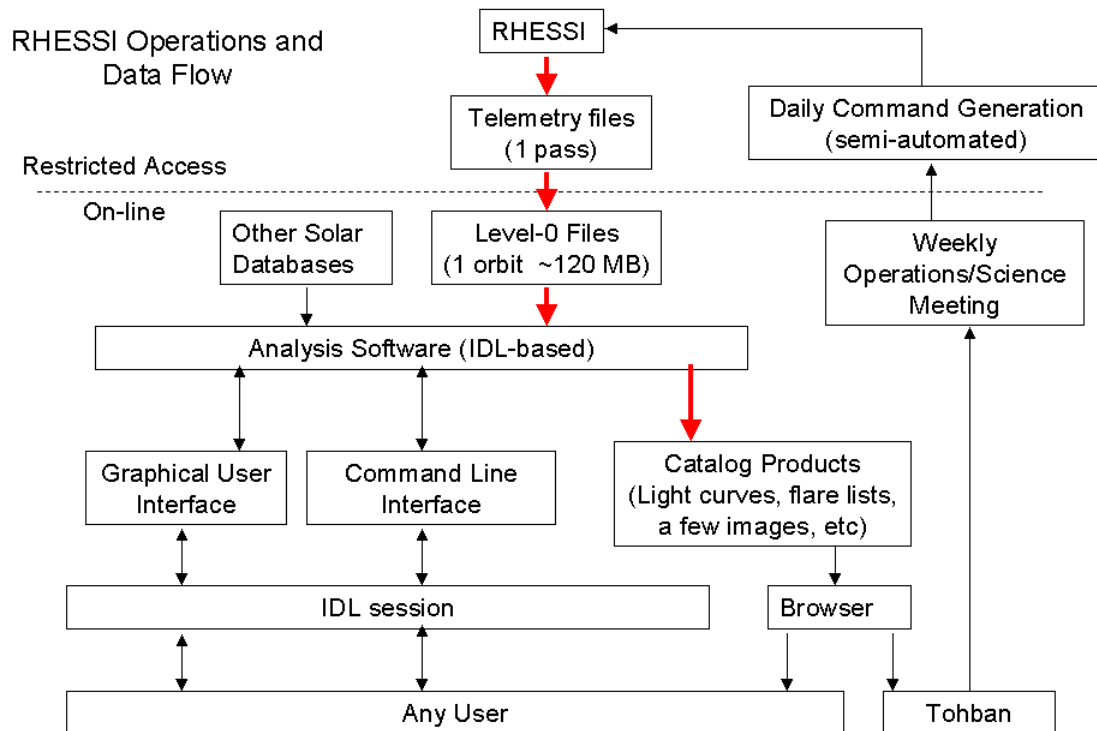 RHESSI Operations and
Data Flow
RHESSI
Telemetry files
(1 pass)
Daily Command Generation
(semi-automated)
Restricted Access
On-line
Other Solar
Databases
Level-0 Files
(1 orbit ~120 MB)
Weekly
Operations/Science
Meeting
Analysis Software (IDL-based)
Graphical User
Interface
Command Line
Interface
Catalog Products
(Light curves, flare lists,
a few images, etc)
IDL session
Browser
Any User
Tohban